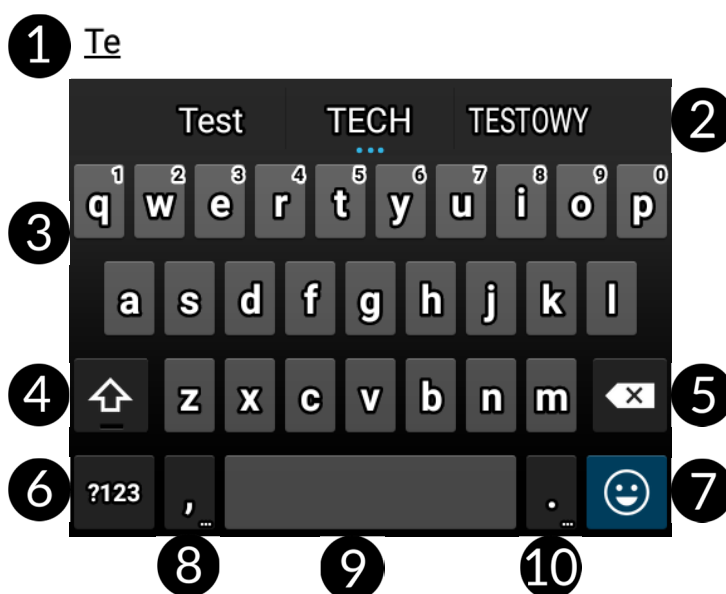 1 Te
Test TECH TESTOWY 2
1 2 3 4 5 6 7 8 9 0
3 q w e r t y u i o p
a s d f g h j k l
4 z x c v b n m 5
6 ?123 , . 7
8 9 10